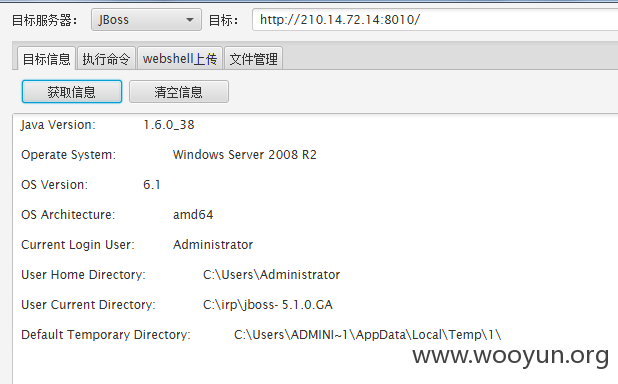 目标服务器： JBoss 目标： http://210.14.72.14:8010/
目标信息 执行命令 webshell上传 文件管理
获取信息 清空信息
Java Version: 1.6.0_38
Operate System: Windows Server 2008 R2
OS Version: 6.1
OS Architecture: amd64
Current Login User: Administrator
User Home Directory: C:\Users\Administrator
User Current Directory: C:\irp\jboss- 5.1.0.GA
Default Temporary Directory: C:\Users\ADMINI~1\AppData\Local\Temp\1\
www.wooyun.org